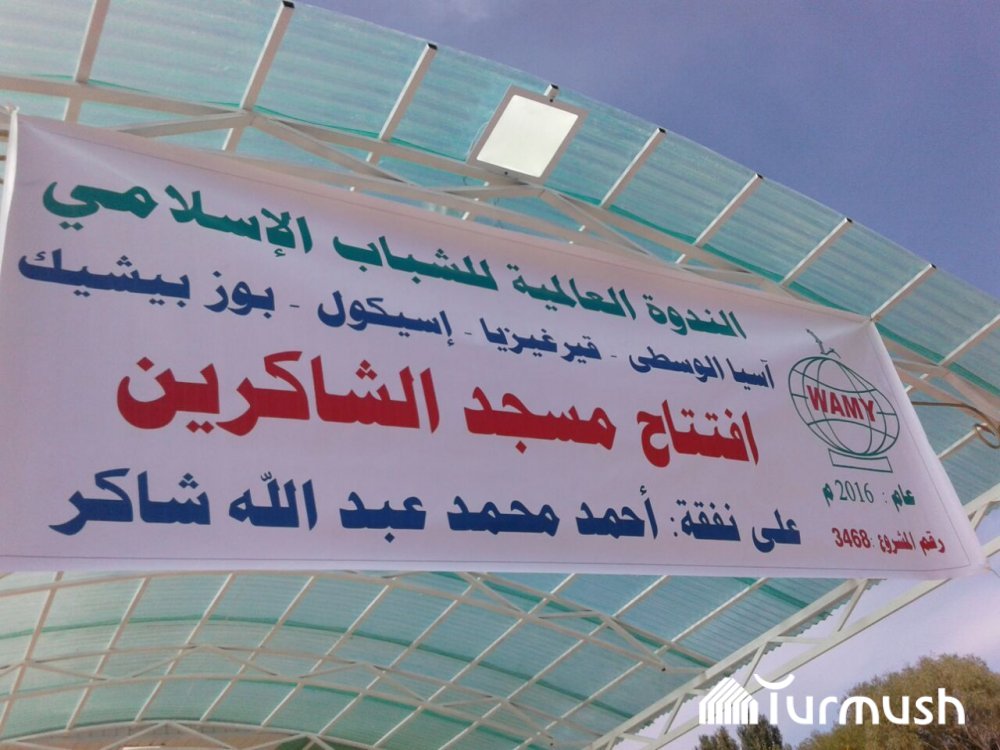 الندوة العالمية للشباب الإسلامي
آسيا الوسطى - قيرغيزيا - إسيكول - بوز بيشيك
افتتاح مسجد الشاكرين
على نفقة: أحمد محمد عبد الله شاكر
WAMY
عام : 2016 م
رقم المشروع :3468
Turmush